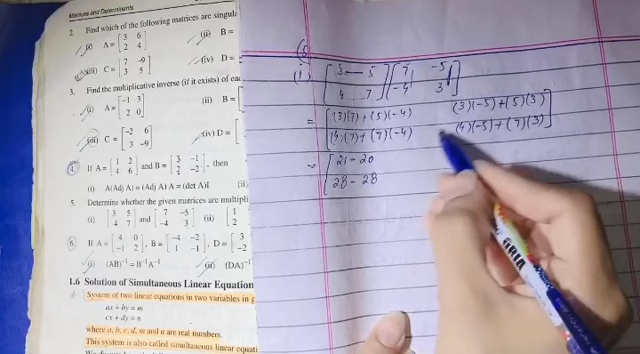 Matrices and Determinants
2. Find which of the following matrices are singul
(i) A = [3 6 (ii) B =
2 4]
(iii) C = [7 -9 (iv) D =
3 5]
3. Find the multiplicative inverse (if it exists) of eac
(i) A = [-1 3 (ii) B = [
2 0]
(iii) C = [-2 6 (iv) D = [
3 -9]
4. If A = [1 2 and B = [3 -1 , then
4 6] 2 -2]
(i) A(Adj A) = (Adj A) A = (det A)I (ii)
5. Determine whether the given matrices are multipli
(i) [3 5 and [7 -5 (ii) [1
4 7] -4 3] 2
6. If A = [4 0 , B = [-4 -2 , D = [3
-1 2] 1 -1] -2
(i) (AB)⁻¹ = B⁻¹A⁻¹ (ii) (DA)⁻¹
1.6 Solution of Simultaneous Linear Equation
System of two linear equations in two variables in g
ax + by = m
cx + dy = n
where a, b, c, d, m and n are real numbers.
This system is also called simultaneous linear equati
(i) [3 5 [7 -5
4 7] -4 3]
= [(3)(7)+(5)(-4) (3)(-5)+(5)(3)
(4)(7)+(7)(-4) (4)(-5)+(7)(3)]
= [21-20
28-28